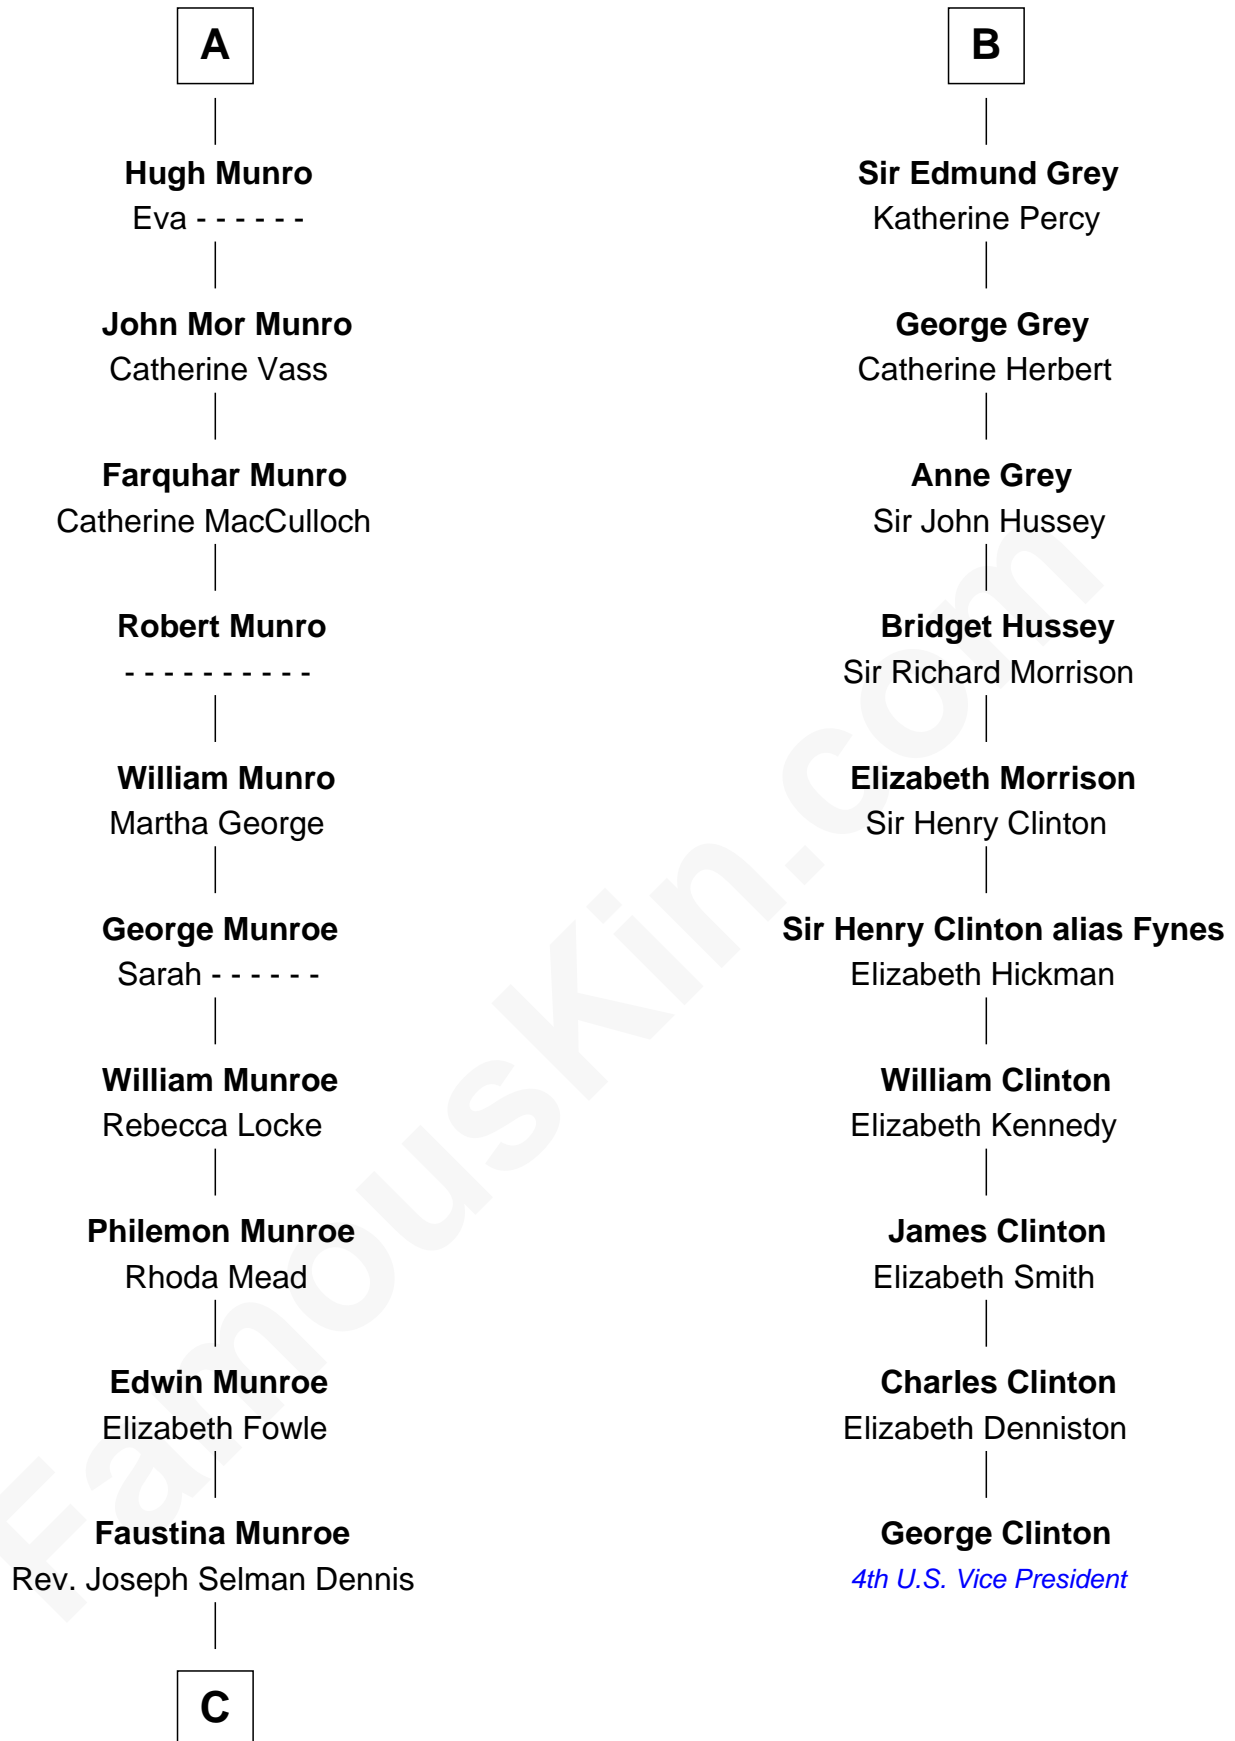 A
Hugh Munro
Eva - - - - - -
John Mor Munro
Catherine Vass
Farquhar Munro
Catherine MacCulloch
Robert Munro
- - - - - - - - - -
William Munro
Martha George
George Munroe
Sarah - - - - - -
William Munroe
Rebecca Locke
Philemon Munroe
Rhoda Mead
Edwin Munroe
Elizabeth Fowle
Faustina Munroe
Rev. Joseph Selman Dennis
C
B
Sir Edmund Grey
Katherine Percy
George Grey
Catherine Herbert
Anne Grey
Sir John Hussey
Bridget Hussey
Sir Richard Morrison
Elizabeth Morrison
Sir Henry Clinton
Sir Henry Clinton alias Fynes
Elizabeth Hickman
William Clinton
Elizabeth Kennedy
James Clinton
Elizabeth Smith
Charles Clinton
Elizabeth Denniston
George Clinton
4th U.S. Vice President
FamousKin.com